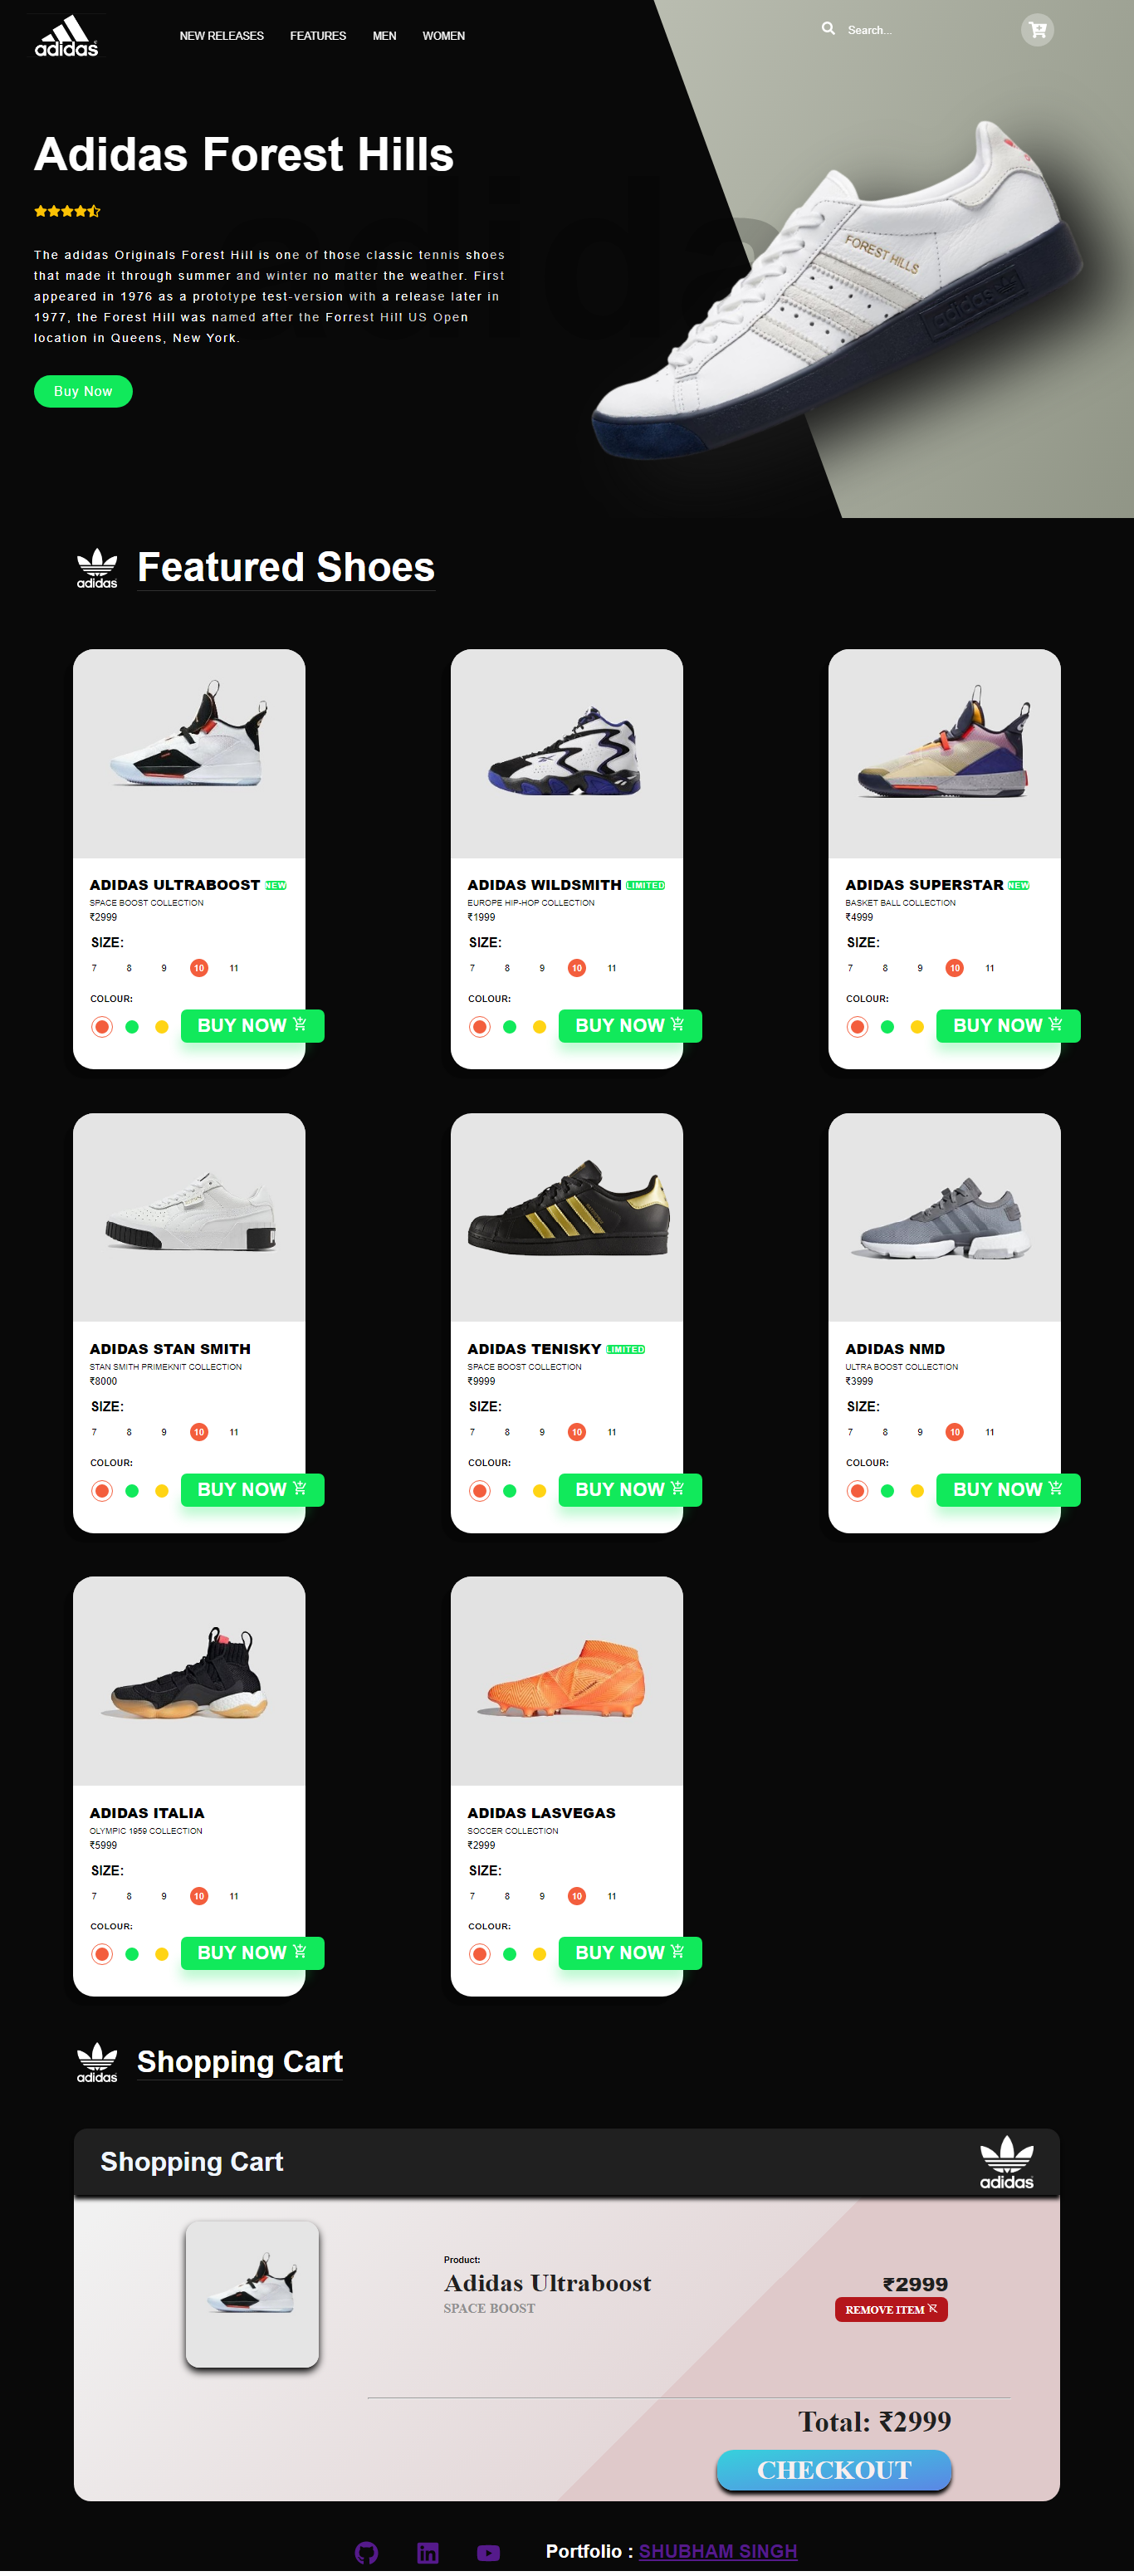 adidas
NEW RELEASES FEATURES MEN WOMEN
Search...
Adidas Forest Hills
The adidas Originals Forest Hill is one of those classic tennis shoes
that made it through summer and winter no matter the weather. First
appeared in 1976 as a prototype test-version with a release later in
1977, the Forest Hill was named after the Forrest Hill US Open
location in Queens, New York.
Buy Now
adida
FOREST HILLS
adidas
adidas
Featured Shoes
ADIDAS ULTRABOOST NEW
SPACE BOOST COLLECTION
₹2999
SIZE:
7 8 9 10 11
COLOUR:
BUY NOW
ADIDAS WILDSMITH LIMITED
EUROPE HIP-HOP COLLECTION
₹1999
SIZE:
7 8 9 10 11
COLOUR:
BUY NOW
ADIDAS SUPERSTAR NEW
BASKET BALL COLLECTION
₹4999
SIZE:
7 8 9 10 11
COLOUR:
BUY NOW
ADIDAS STAN SMITH
STAN SMITH PRIMEKNIT COLLECTION
₹8000
SIZE:
7 8 9 10 11
COLOUR:
BUY NOW
ADIDAS TENISKY LIMITED
SPACE BOOST COLLECTION
₹9999
SIZE:
7 8 9 10 11
COLOUR:
BUY NOW
ADIDAS NMD
ULTRA BOOST COLLECTION
₹3999
SIZE:
7 8 9 10 11
COLOUR:
BUY NOW
ADIDAS ITALIA
OLYMPIC 1959 COLLECTION
₹5999
SIZE:
7 8 9 10 11
COLOUR:
BUY NOW
ADIDAS LASVEGAS
SOCCER COLLECTION
₹2999
SIZE:
7 8 9 10 11
COLOUR:
BUY NOW
adidas
Shopping Cart
Shopping Cart
adidas
Product:
Adidas Ultraboost
SPACE BOOST
₹2999
REMOVE ITEM
Total: ₹2999
CHECKOUT
in
Portfolio : SHUBHAM SINGH